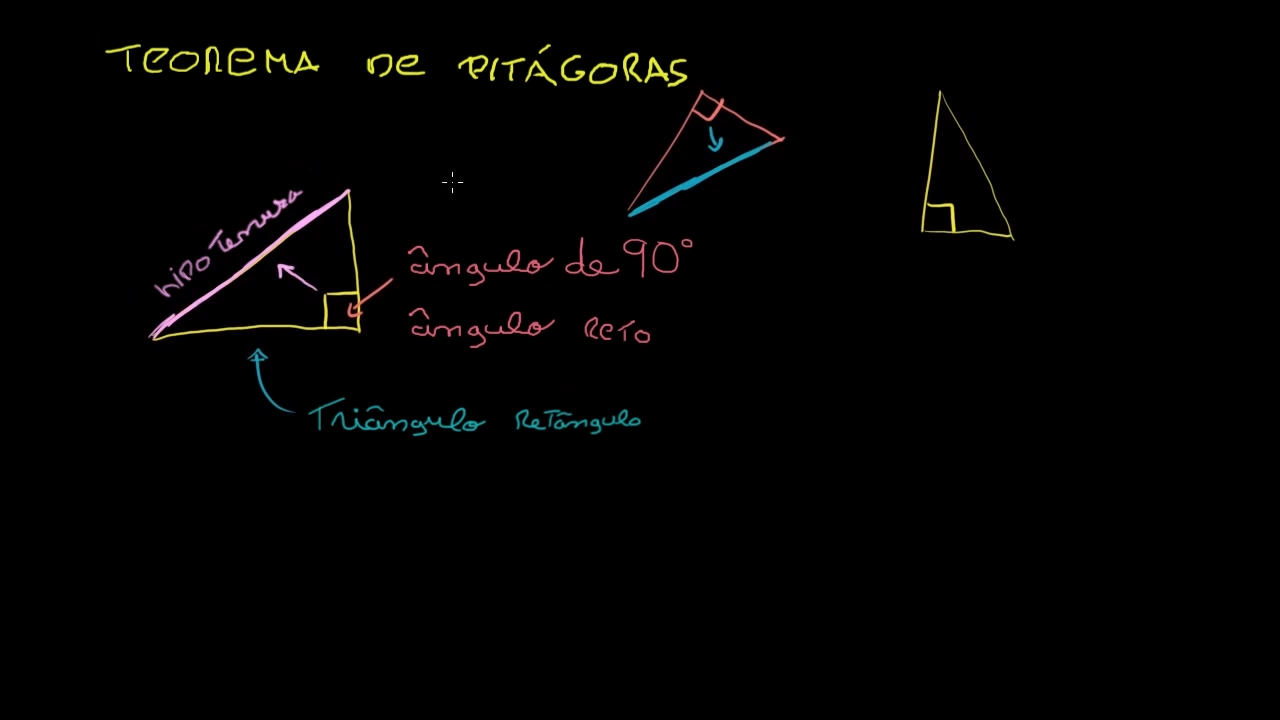 TEOREMA DE PITÁGORAS
hipotenusa
ângulo de 90°
ângulo RETO
Triângulo Retângulo